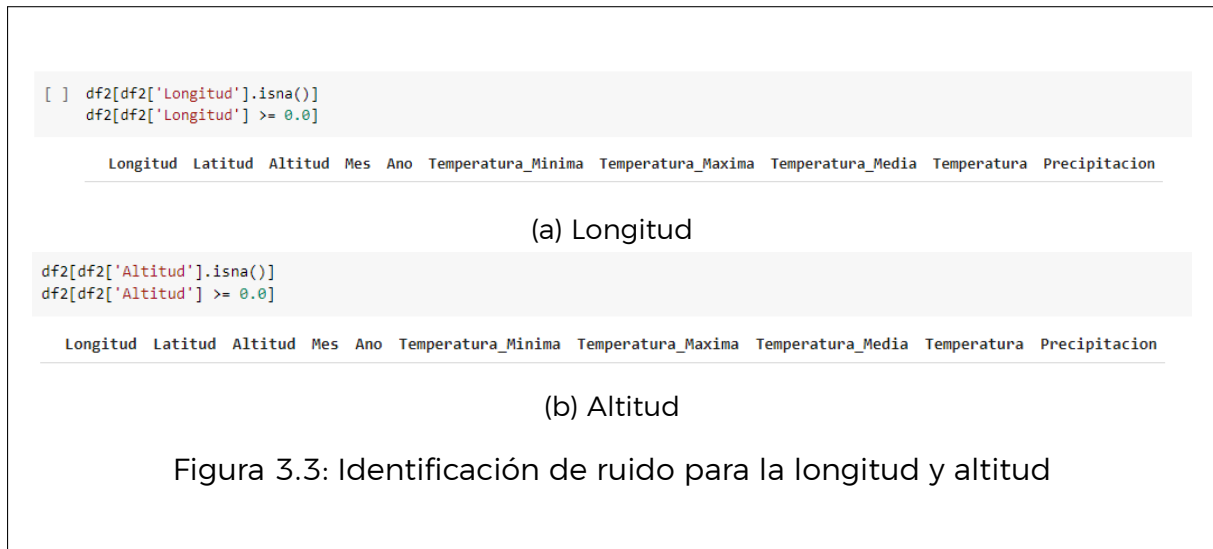 [ ] df2[df2['Longitud'].isna()]
df2[df2['Longitud'] >= 0.0]
Longitud Latitud Altitud Mes Ano Temperatura_Minima Temperatura_Maxima Temperatura_Media Temperatura Precipitacion
(a) Longitud
df2[df2['Altitud'].isna()]
df2[df2['Altitud'] >= 0.0]
Longitud Latitud Altitud Mes Ano Temperatura_Minima Temperatura_Maxima Temperatura_Media Temperatura Precipitacion
(b) Altitud
Figura 3.3: Identificación de ruido para la longitud y altitud